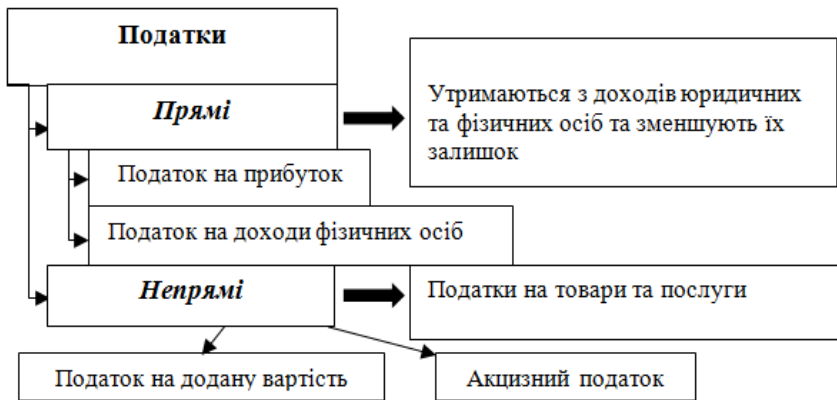 Податки
Прямі
Утримаються з доходів юридичних
та фізичних осіб та зменшують їх
залишок
Податок на прибуток
Податок на доходи фізичних осіб
Непрямі
Податки на товари та послуги
Податок на додану вартість
Акцизний податок